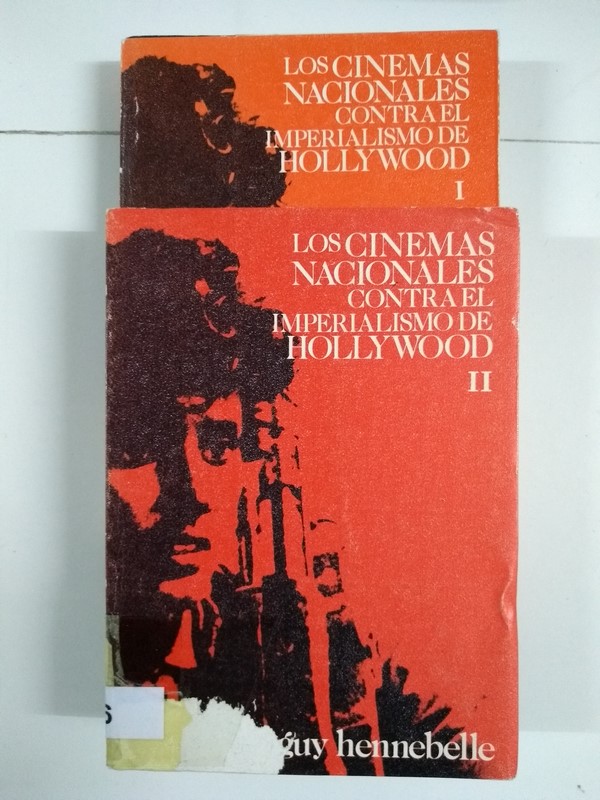 LOS CINEMAS
NACIONALES
CONTRA EL
IMPERIALISMO DE
HOLLYWOOD
I
LOS CINEMAS
NACIONALES
CONTRA EL
IMPERIALISMO DE
HOLLYWOOD
II
guy hennebelle